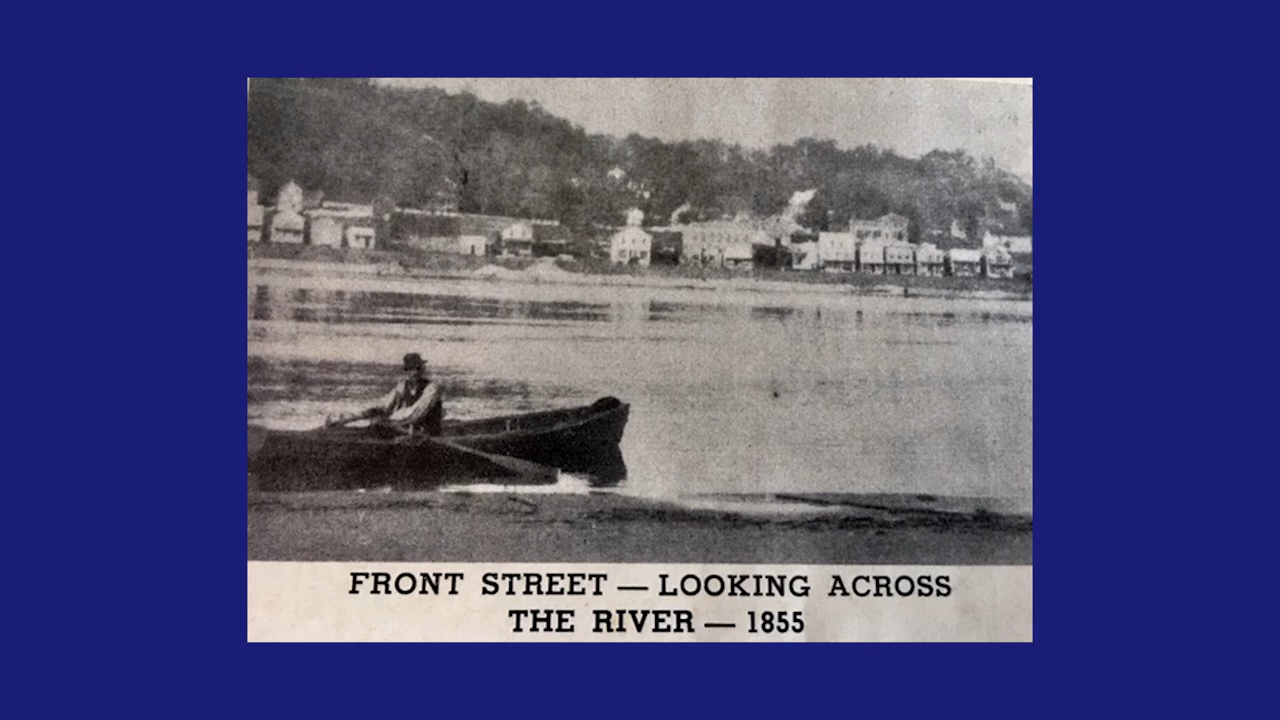 FRONT STREET — LOOKING ACROSS
THE RIVER — 1855